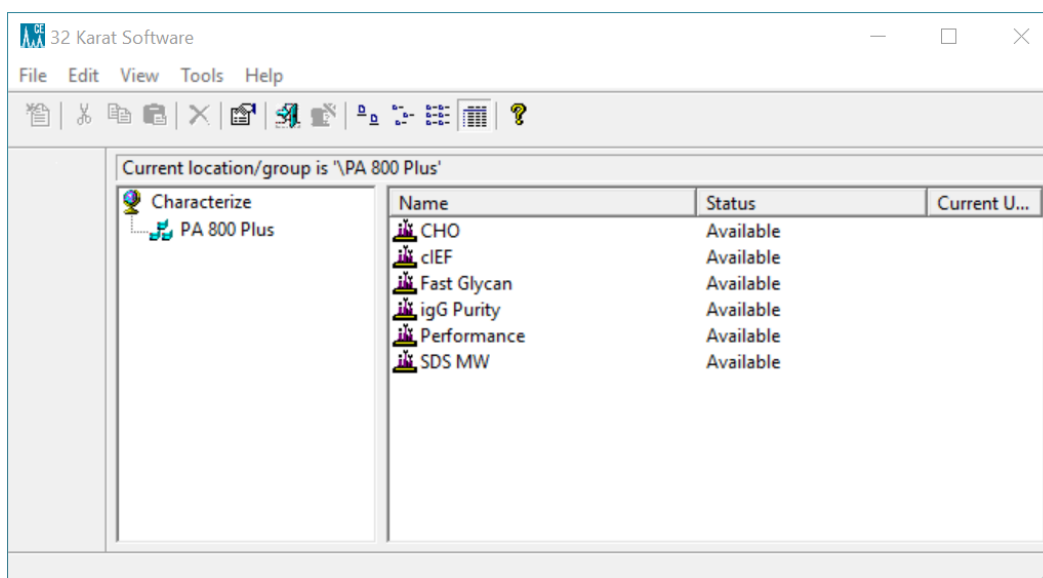 CE
32 Karat Software
File Edit View Tools Help
Current location/group is '\PA 800 Plus'
Characterize
PA 800 Plus
Name Status Current U...
CHO Available
cIEF Available
Fast Glycan Available
igG Purity Available
Performance Available
SDS MW Available